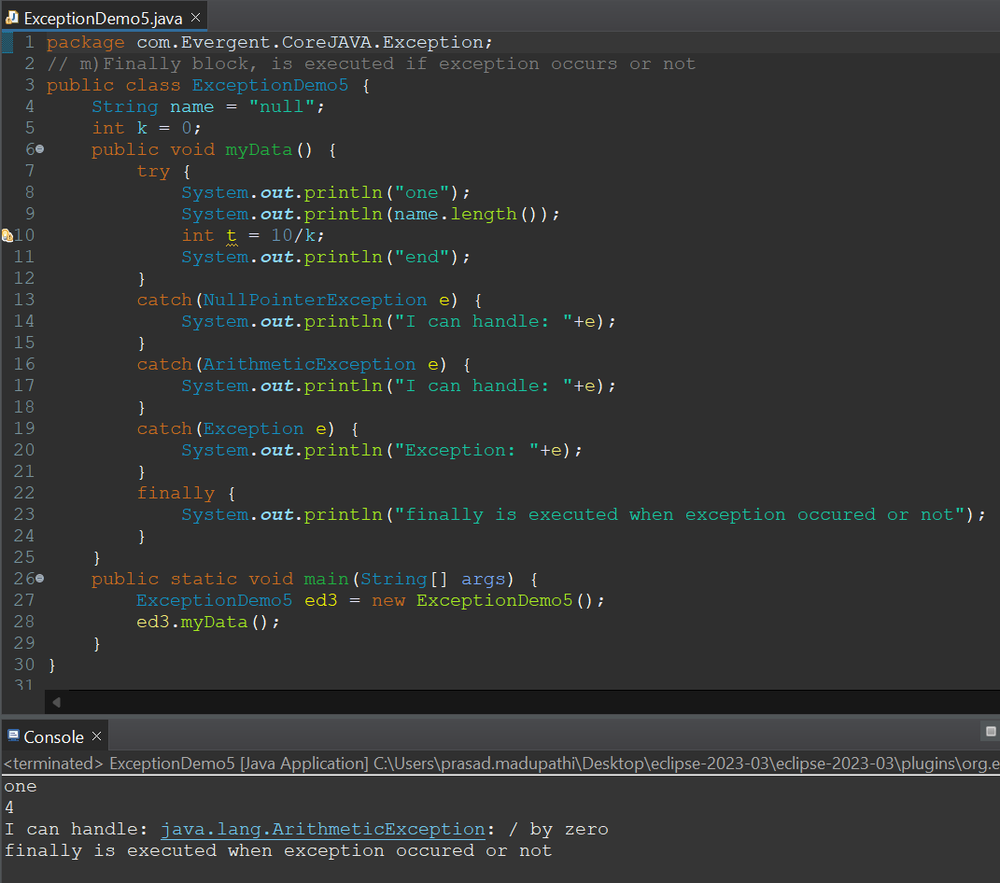 ExceptionDemo5.java
1 package com.Evergent.CoreJAVA.Exception;
2 // m)Finally block, is executed if exception occurs or not
3 public class ExceptionDemo5 {
4     String name = "null";
5     int k = 0;
6     public void myData() {
7         try {
8             System.out.println("one");
9             System.out.println(name.length());
10             int t = 10/k;
11             System.out.println("end");
12         }
13         catch(NullPointerException e) {
14             System.out.println("I can handle: "+e);
15         }
16         catch(ArithmeticException e) {
17             System.out.println("I can handle: "+e);
18         }
19         catch(Exception e) {
20             System.out.println("Exception: "+e);
21         }
22         finally {
23             System.out.println("finally is executed when exception occured or not");
24         }
25     }
26     public static void main(String[] args) {
27         ExceptionDemo5 ed3 = new ExceptionDemo5();
28         ed3.myData();
29     }
30 }
31
Console
<terminated> ExceptionDemo5 [Java Application] C:\Users\prasad.madupathi\Desktop\eclipse-2023-03\eclipse-2023-03\plugins\org.e
one
4
I can handle: java.lang.ArithmeticException: / by zero
finally is executed when exception occured or not